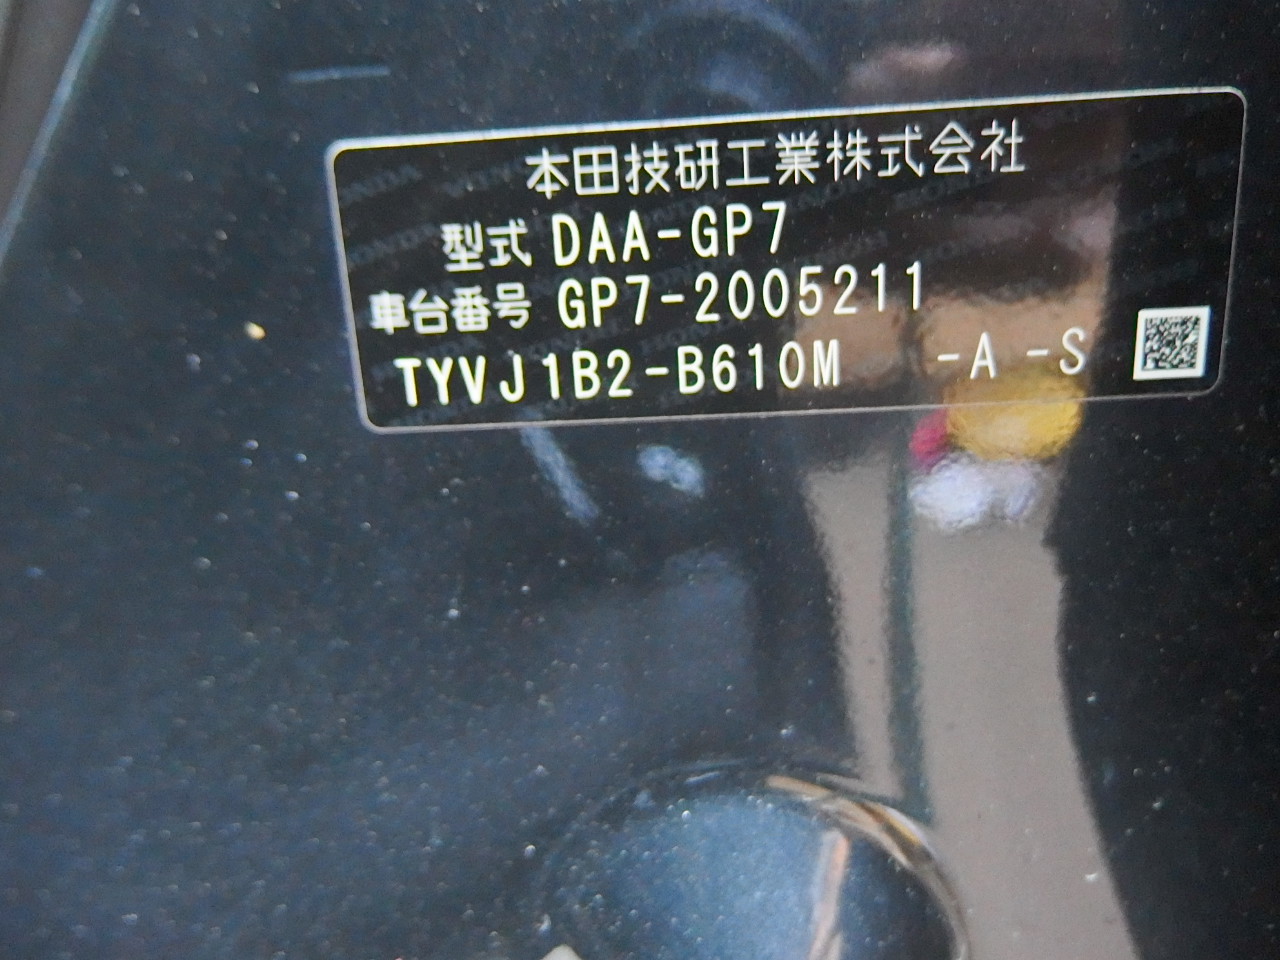 本田技研工業株式会社
型式 DAA-GP7
車台番号 GP7-2005211
TYVJ1B2-B610M -A -S